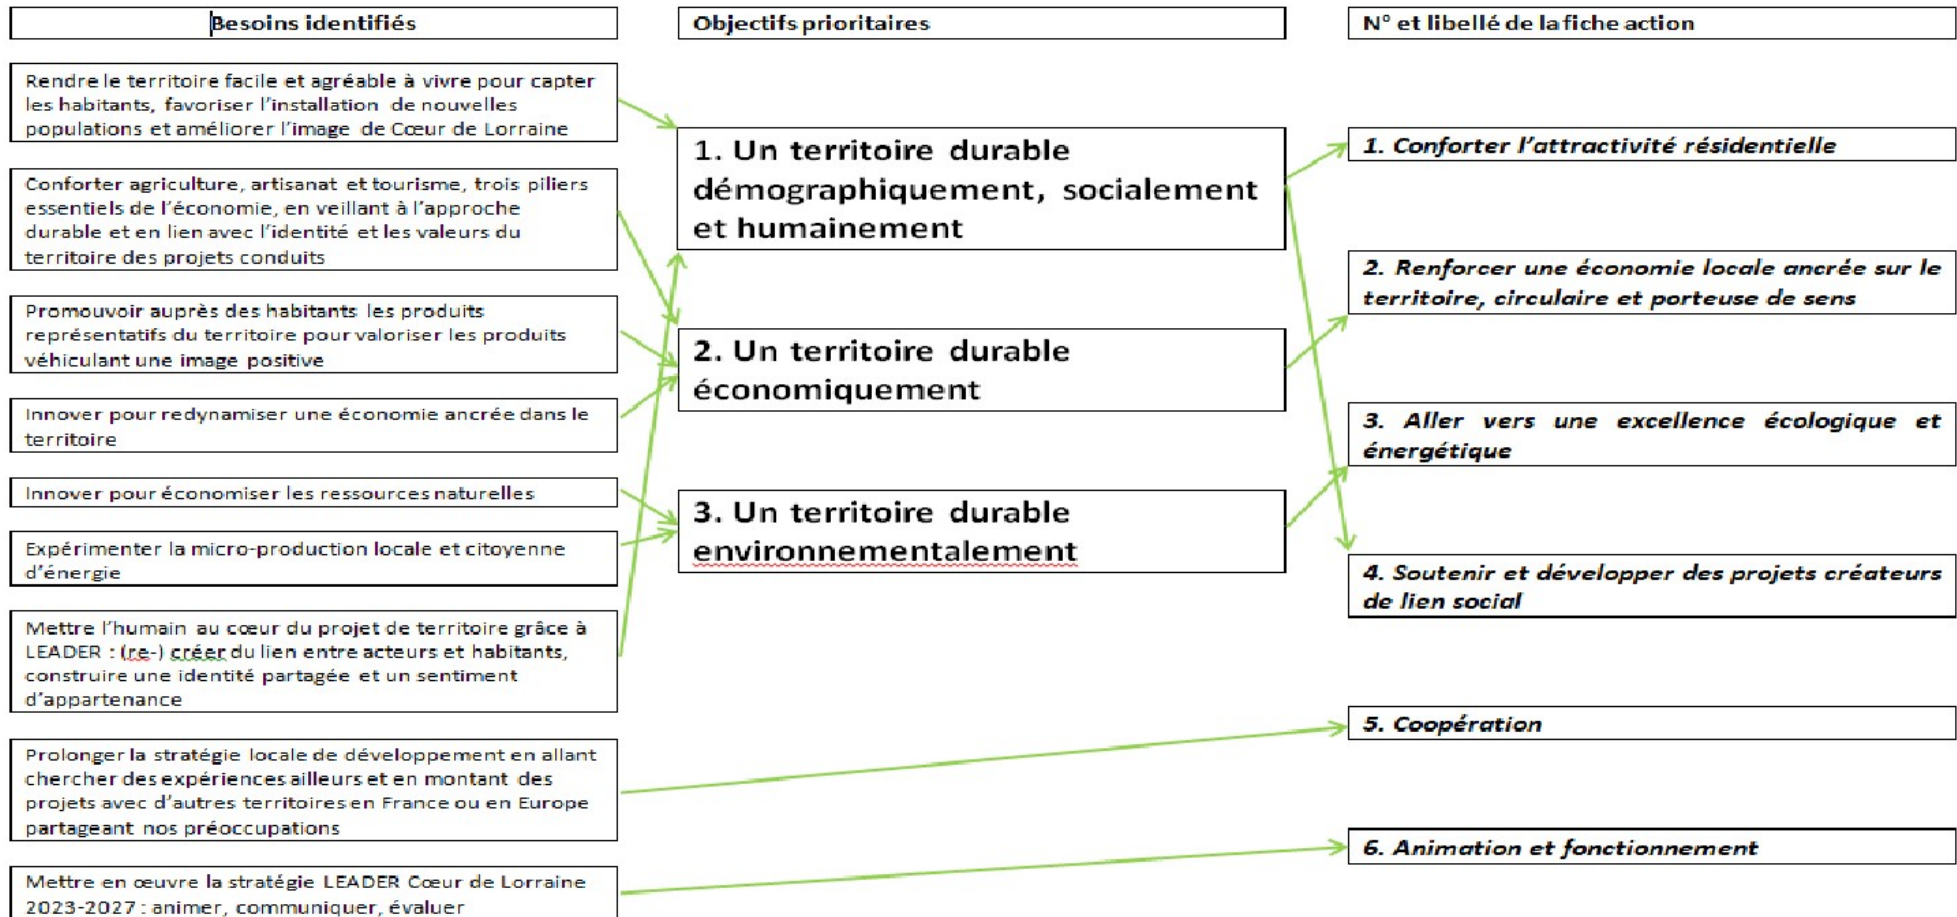 Besoins identifiés
Objectifs prioritaires
N° et libellé de la fiche action
Rendre le territoire facile et agréable à vivre pour capter
les habitants, favoriser l'installation de nouvelles
populations et améliorer l'image de Cœur de Lorraine
Conforter agriculture, artisanat et tourisme, trois piliers
essentiels de l'économie, en veillant à l'approche
durable et en lien avec l'identité et les valeurs du
territoire des projets conduits
Promouvoir auprès des habitants les produits
représentatifs du territoire pour valoriser les produits
véhiculant une image positive
Innover pour redynamiser une économie ancrée dans le
territoire
Innover pour économiser les ressources naturelles
Expérimenter la micro-production locale et citoyenne
d'énergie
Mettre l'humain au cœur du projet de territoire grâce à
LEADER : (re-) créer du lien entre acteurs et habitants,
construire une identité partagée et un sentiment
d'appartenance
Prolonger la stratégie locale de développement en allant
chercher des expériences ailleurs et en montant des
projets avec d'autres territoires en France ou en Europe
partageant nos préoccupations
Mettre en œuvre la stratégie LEADER Cœur de Lorraine
2023-2027 : animer, communiquer, évaluer
1. Un territoire durable
démographiquement, socialement
et humainement
2. Un territoire durable
économiquement
3. Un territoire durable
environnementalement
1. Conforter l'attractivité résidentielle
2. Renforcer une économie locale ancrée sur le
territoire, circulaire et porteuse de sens
3. Aller vers une excellence écologique et
énergétique
4. Soutenir et développer des projets créateurs
de lien social
5. Coopération
6. Animation et fonctionnement